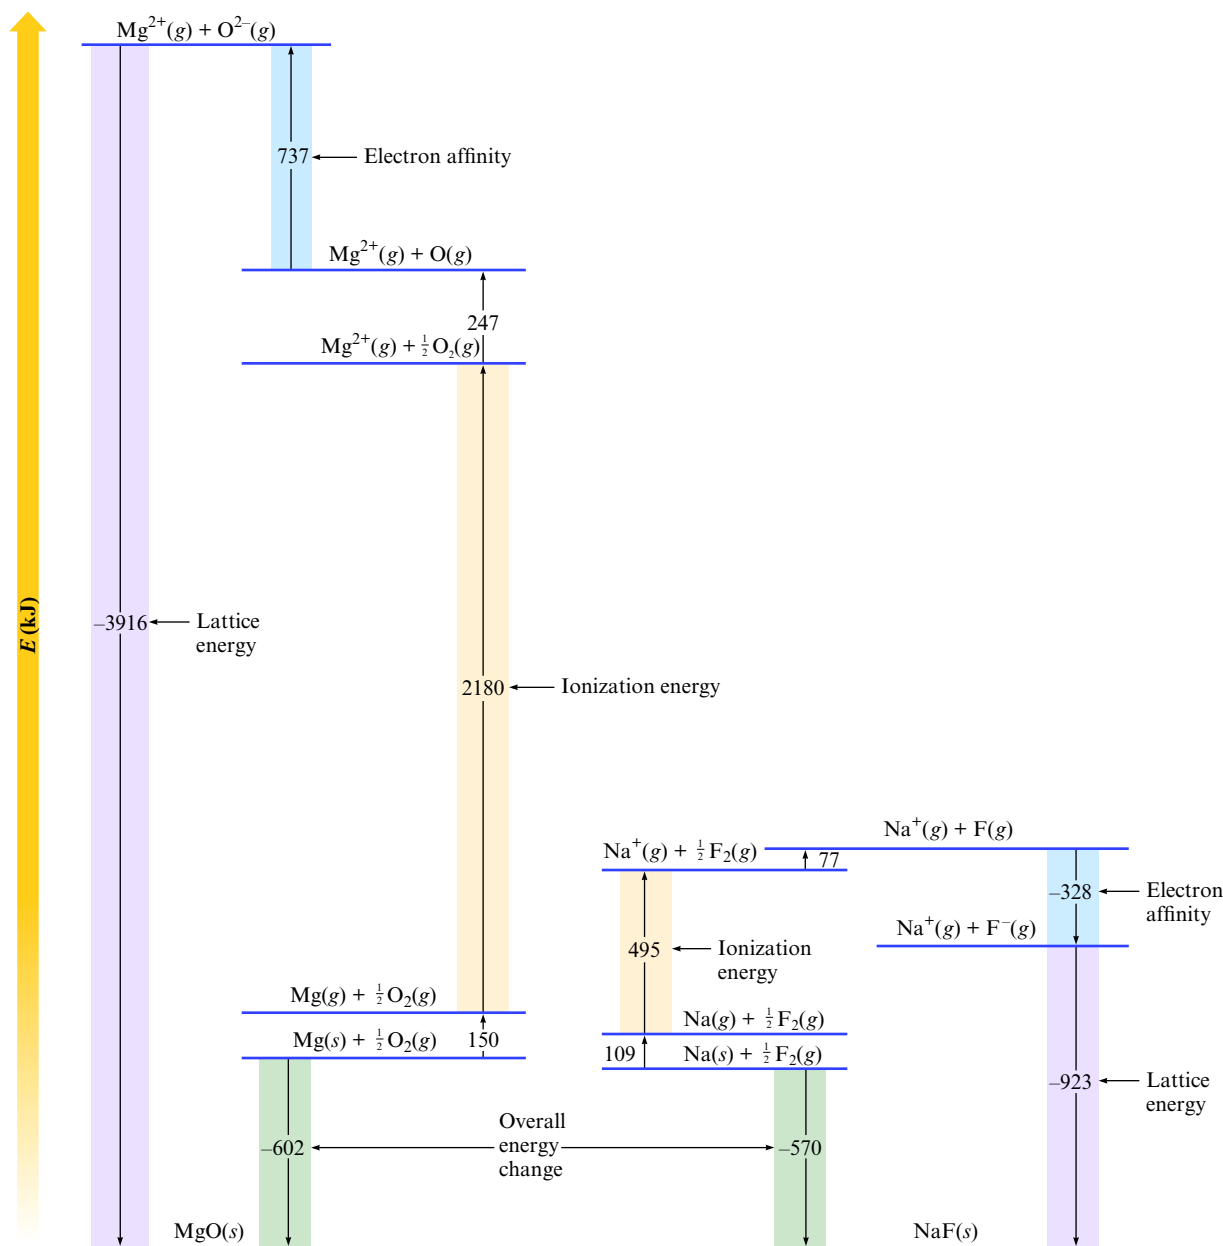 Mg²⁺(g) + O²⁻(g)
737
Electron affinity
Mg²⁺(g) + O(g)
247
Mg²⁺(g) + ½O₂(g)
E (kJ)
–3916
Lattice
energy
2180
Ionization energy
Na⁺(g) + F(g)
Na⁺(g) + ½F₂(g)
77
–328
Electron
affinity
Na⁺(g) + F⁻(g)
495
Ionization
energy
Mg(g) + ½O₂(g)
Na(g) + ½F₂(g)
Mg(s) + ½O₂(g)
150
109
Na(s) + ½F₂(g)
–923
Lattice
energy
Overall
energy
change
–602
–570
MgO(s)
NaF(s)